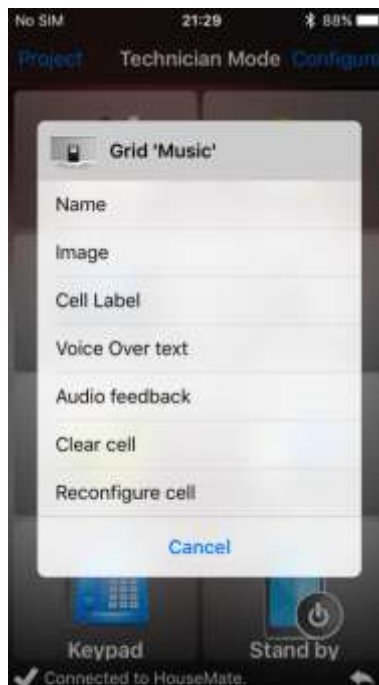 No SIM 21:29 88%
Project Technician Mode Configure
Grid 'Music'
Name
Image
Cell Label
Voice Over text
Audio feedback
Clear cell
Reconfigure cell
Cancel
Keypad Stand by
Connected to HouseMate.